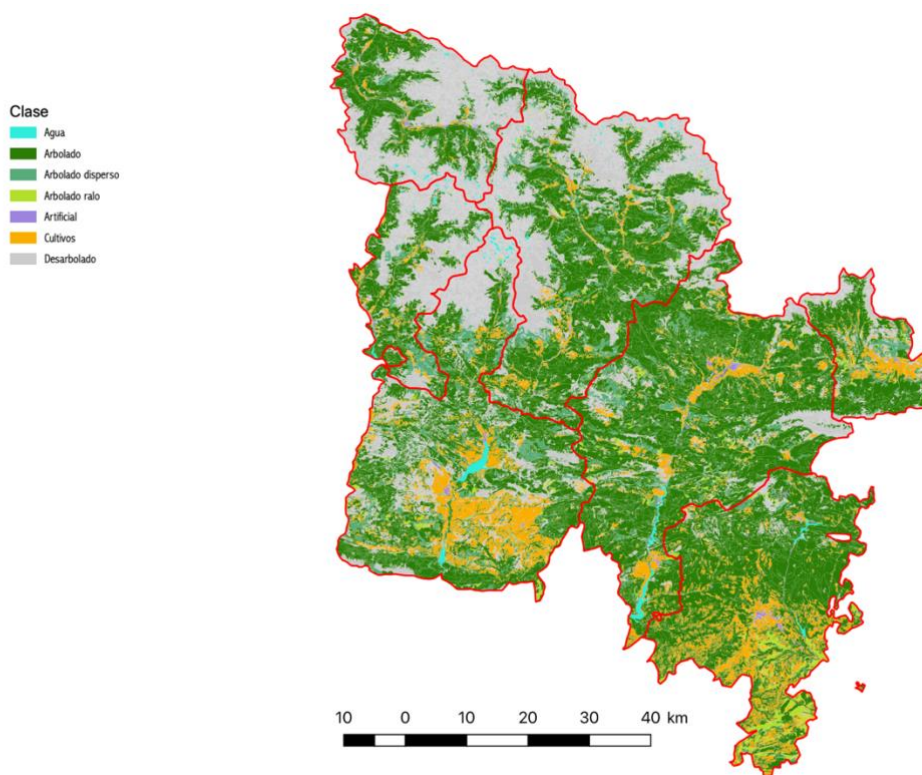 Clase
Agua
Arbolado
Arbolado disperso
Arbolado ralo
Artificial
Cultivos
Desarbolado
10 0 10 20 30 40 km